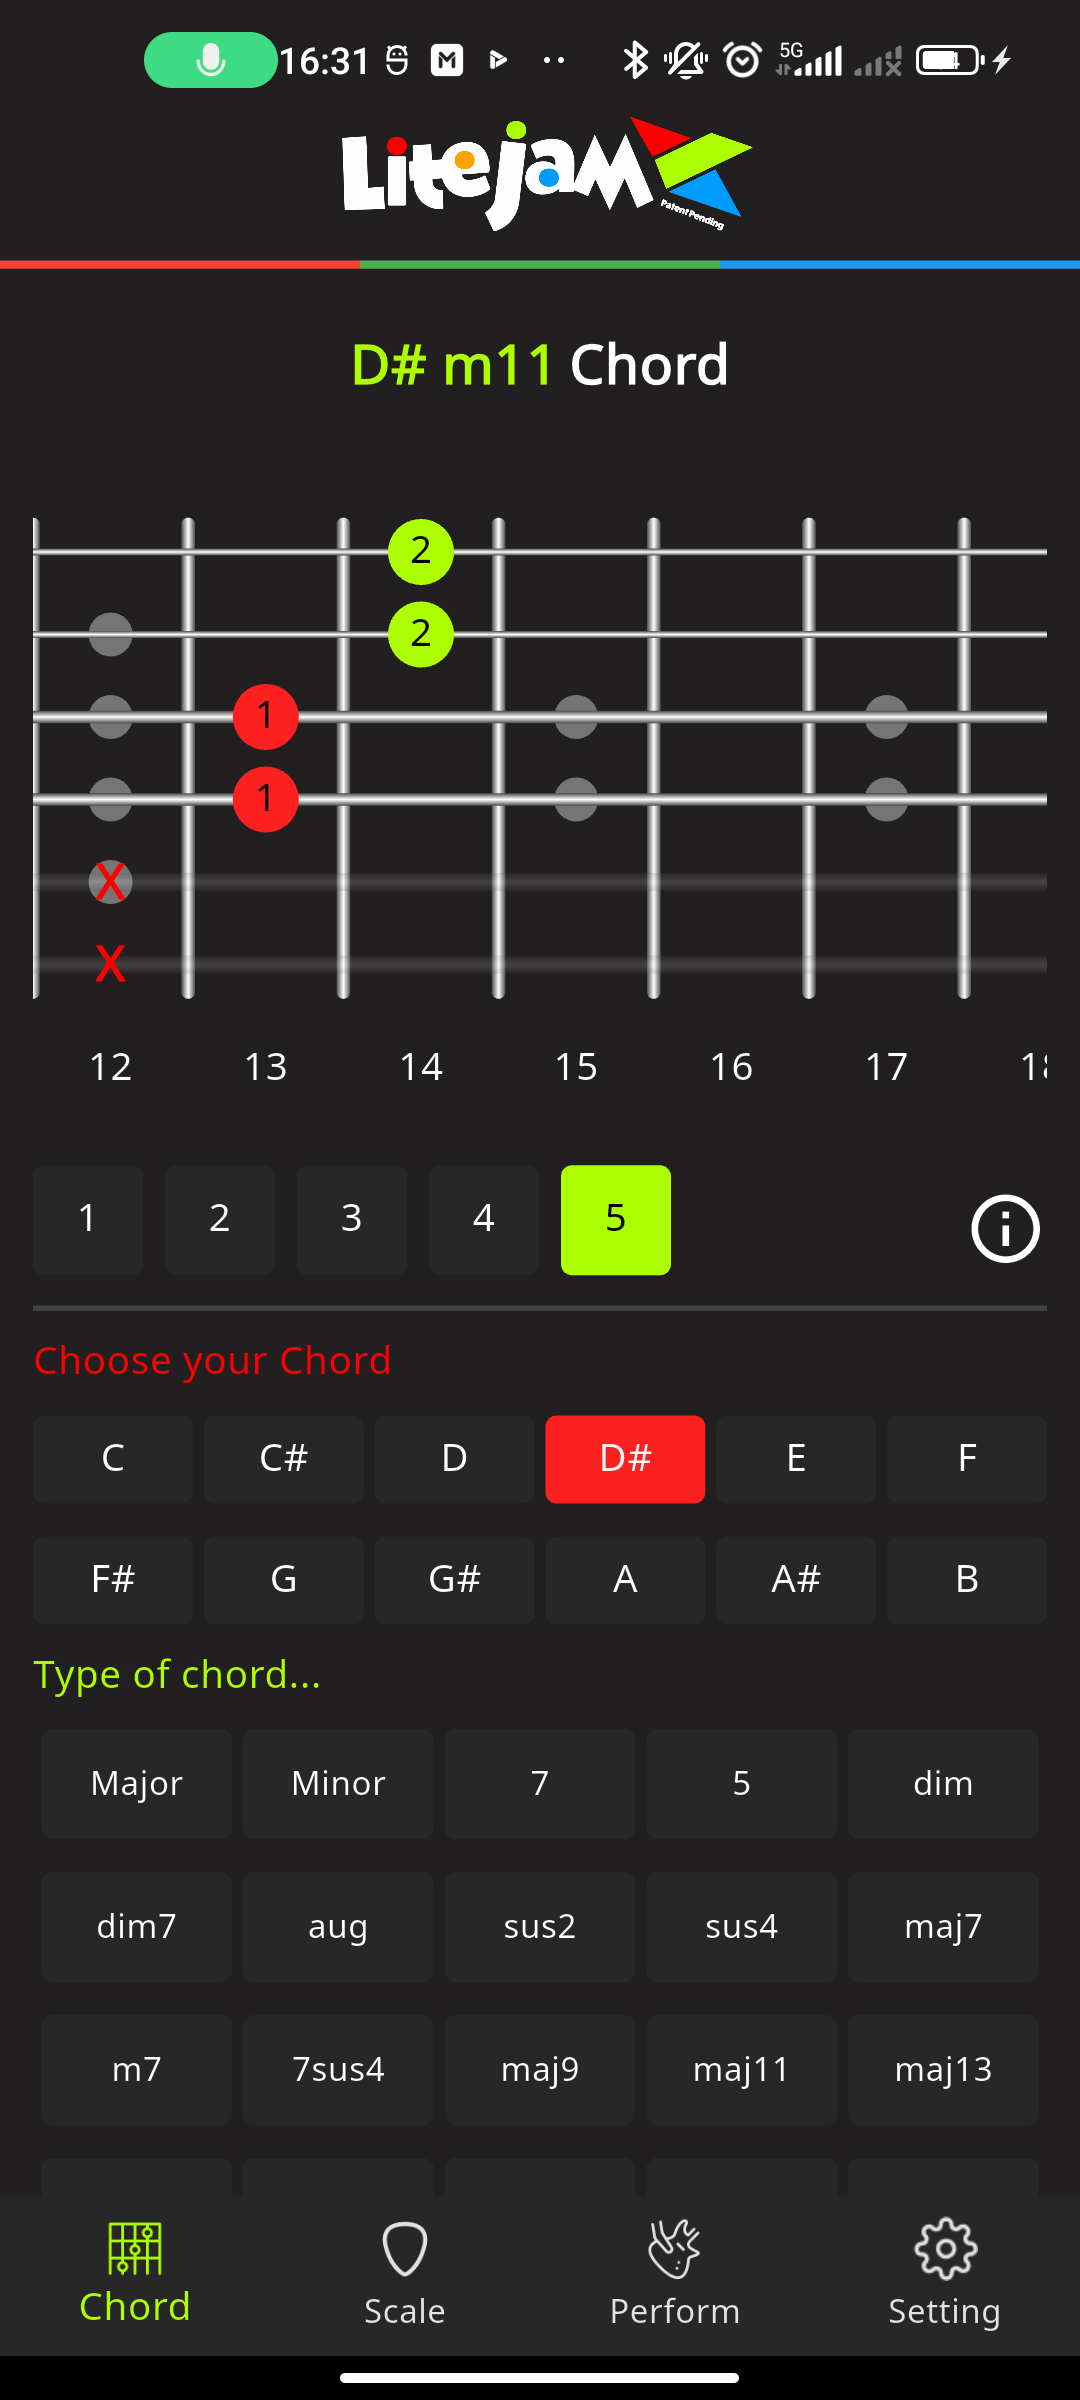 16:31 5G
LiteJam
Patent Pending
D# m11 Chord
2
2
1
1
X
X
12 13 14 15 16 17
1 2 3 4 5
Choose your Chord
C C# D D# E F
F# G G# A A# B
Type of chord...
Major Minor 7 5 dim
dim7 aug sus2 sus4 maj7
m7 7sus4 maj9 maj11 maj13
Chord Scale Perform Setting